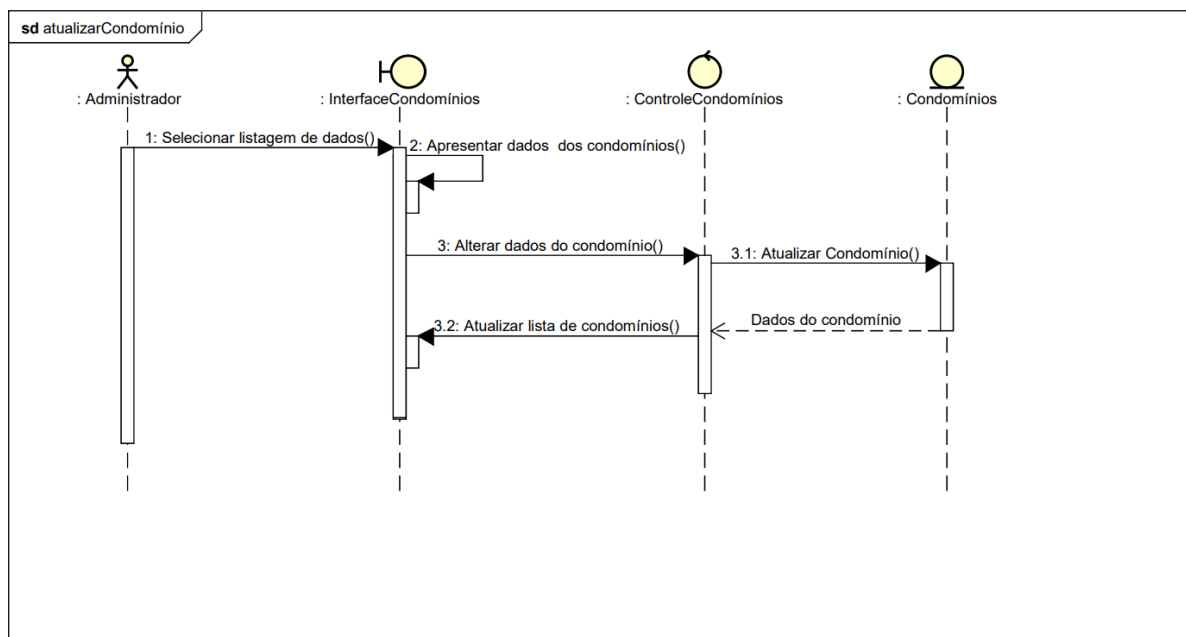 sd atualizarCondomínio
: Administrador
: InterfaceCondomínios
: ControleCondomínios
: Condomínios
1: Selecionar listagem de dados()
2: Apresentar dados  dos condomínios()
3: Alterar dados do condomínio()
3.1: Atualizar Condomínio()
Dados do condomínio
3.2: Atualizar lista de condomínios()